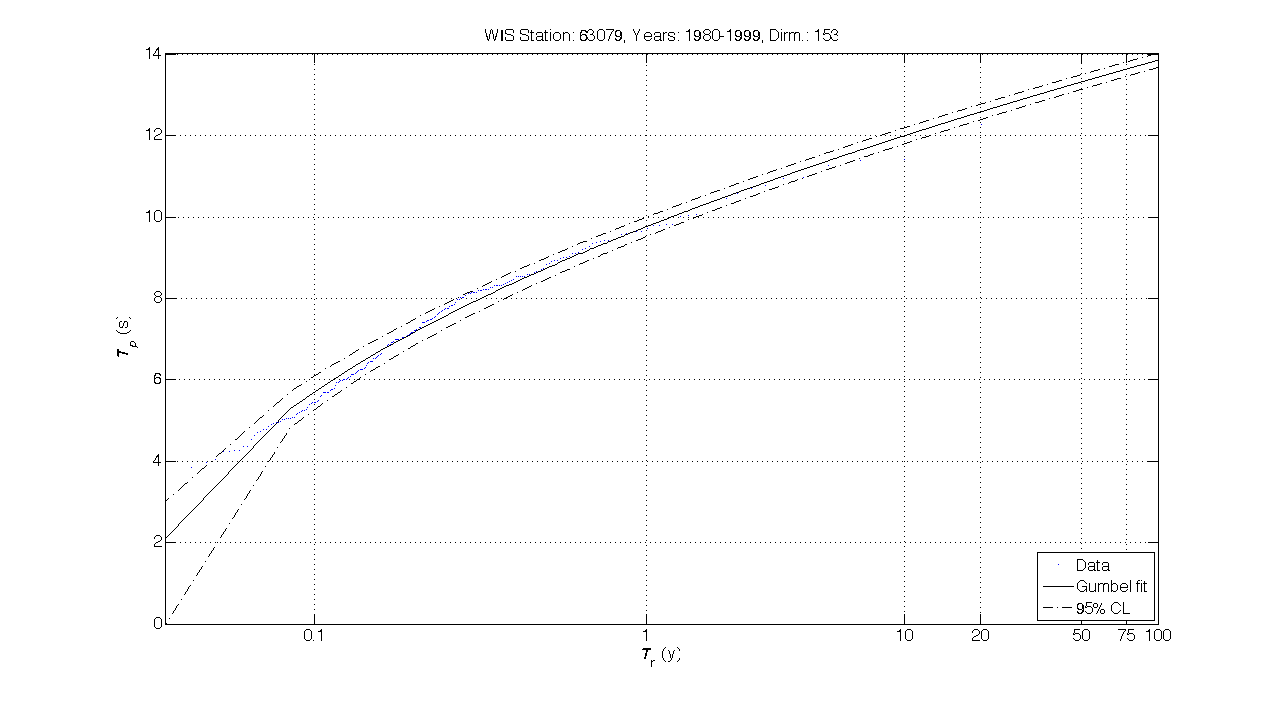 WIS Station: 63079, Years: 1980-1999, Dirm.: 153
14
12
10
8
6
4
2
0
T_p (s)
Data
Gumbel fit
95% CL
0.1 1 10 20 50 75 100
T_r (y)